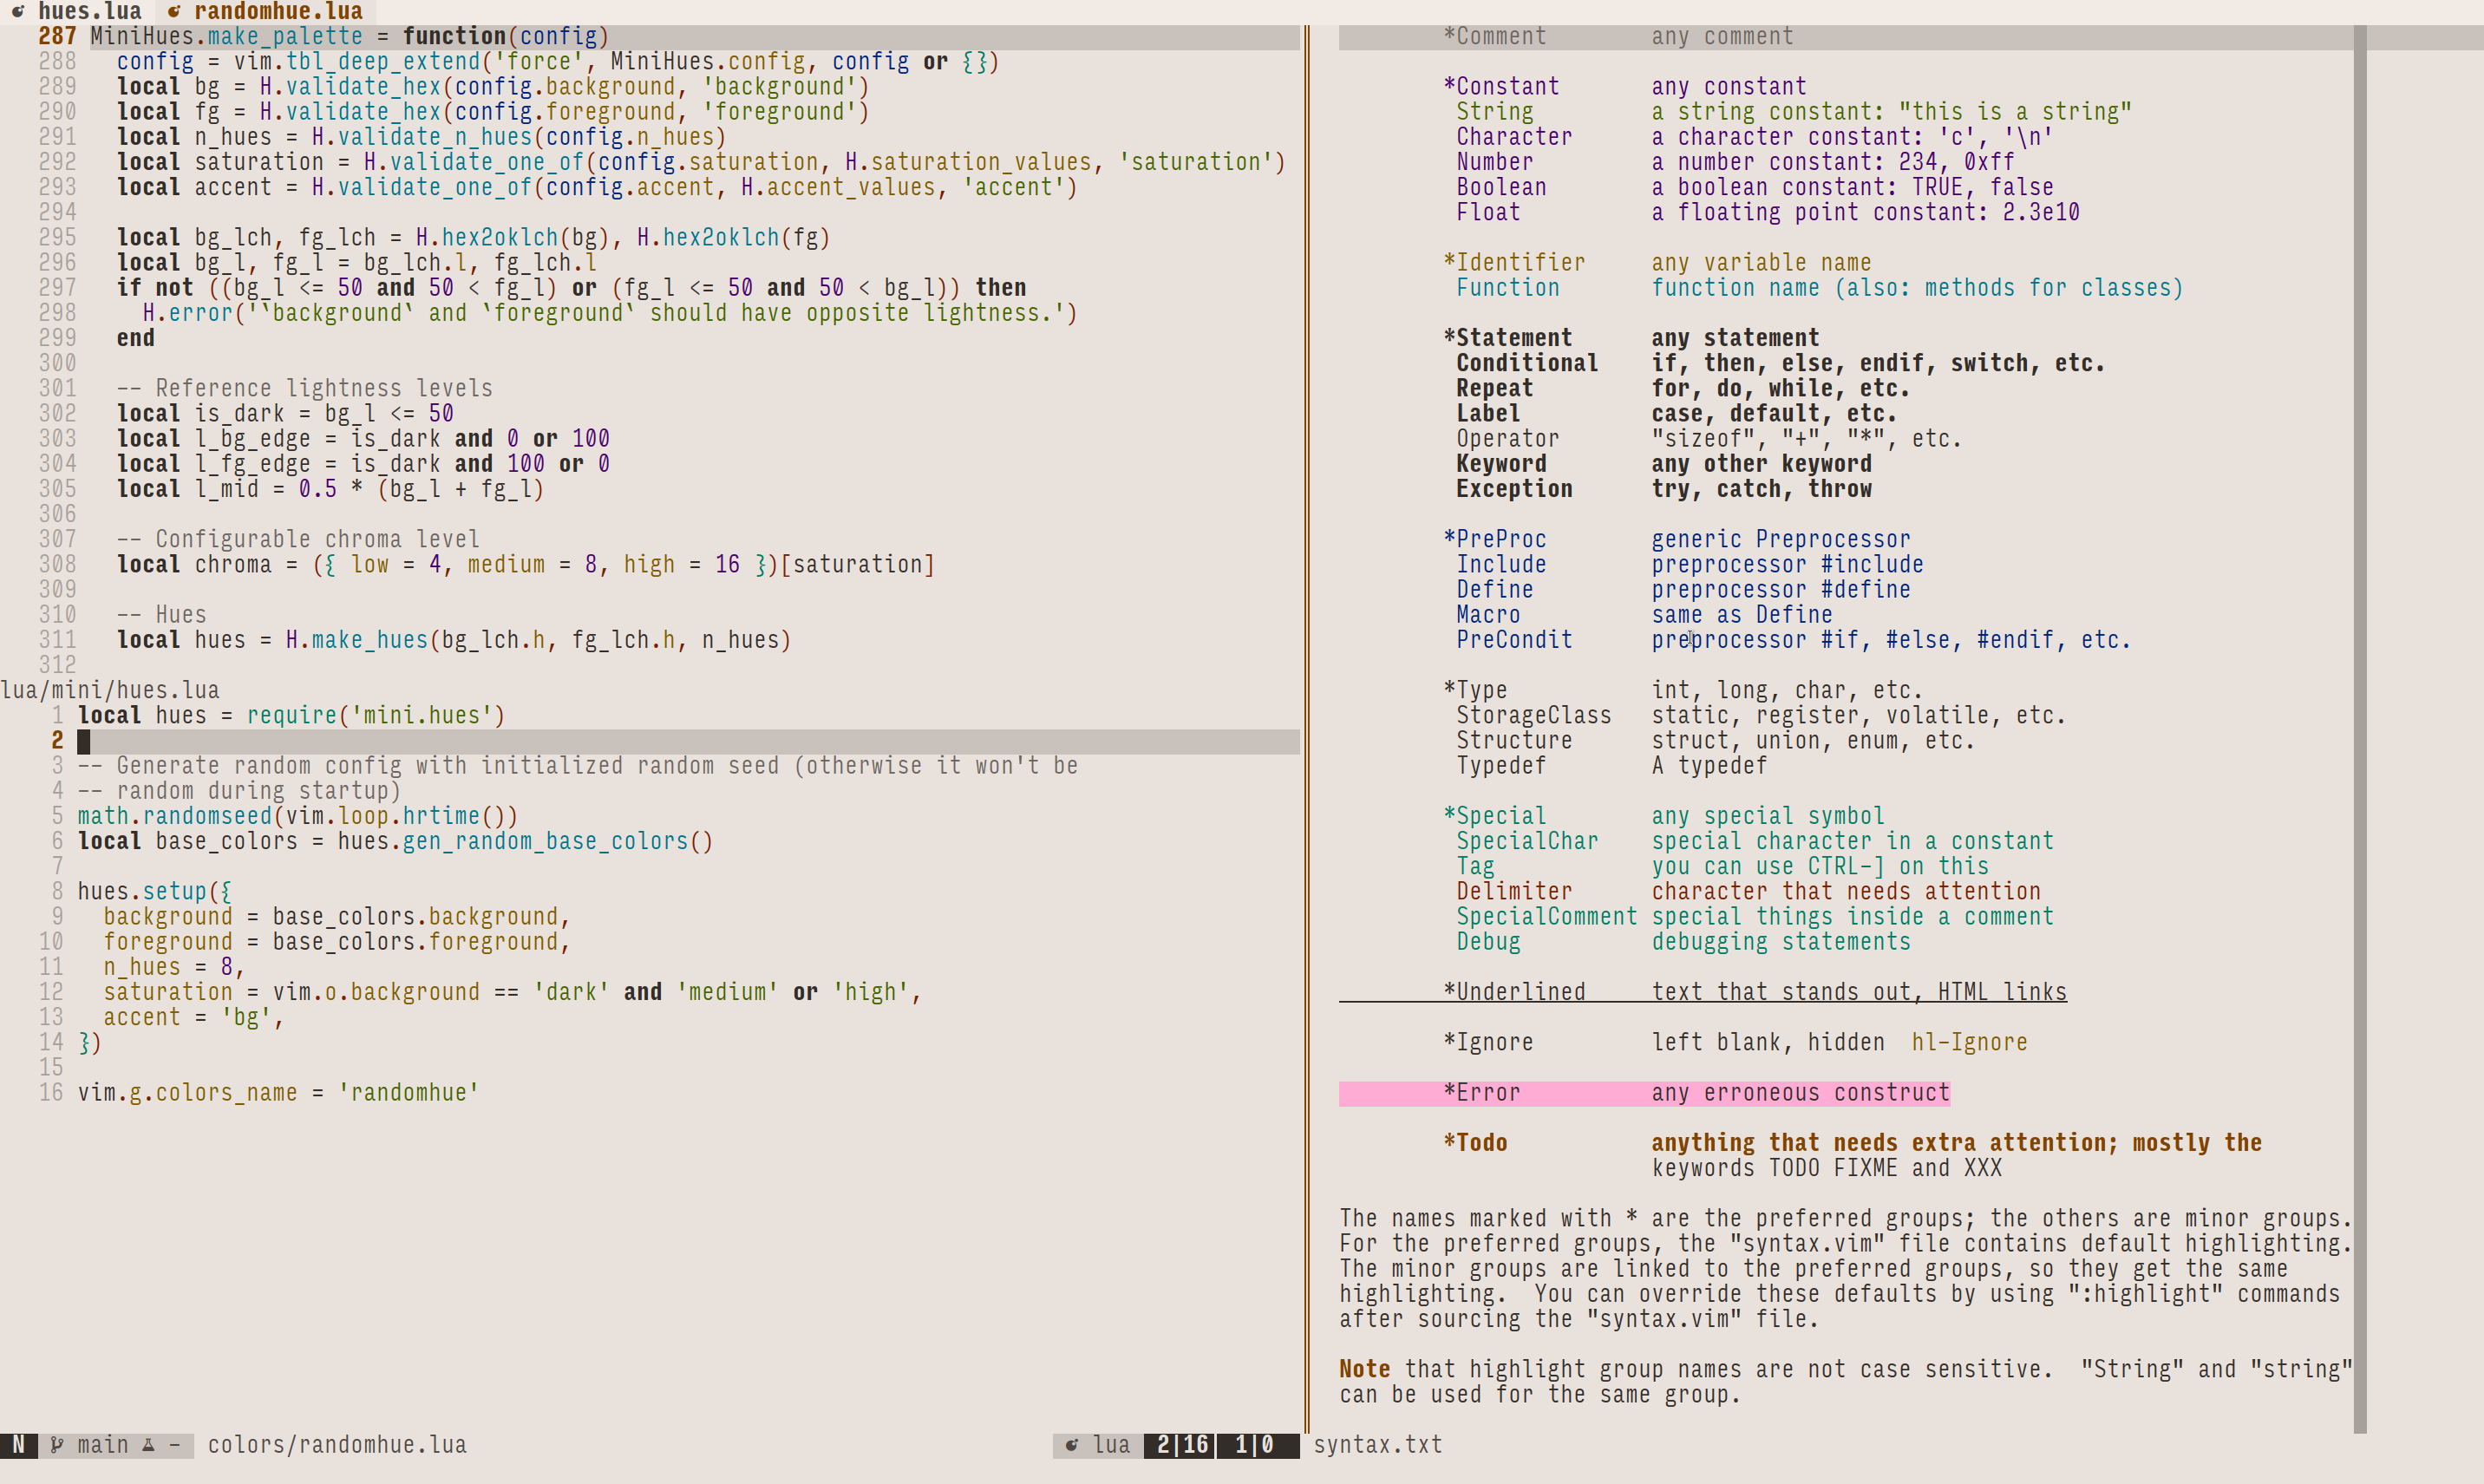 hues.lua  randomhue.lua
287 MiniHues.make_palette = function(config)
288   config = vim.tbl_deep_extend('force', MiniHues.config, config or {})
289   local bg = H.validate_hex(config.background, 'background')
290   local fg = H.validate_hex(config.foreground, 'foreground')
291   local n_hues = H.validate_n_hues(config.n_hues)
292   local saturation = H.validate_one_of(config.saturation, H.saturation_values, 'saturation')
293   local accent = H.validate_one_of(config.accent, H.accent_values, 'accent')
294
295   local bg_lch, fg_lch = H.hex2oklch(bg), H.hex2oklch(fg)
296   local bg_l, fg_l = bg_lch.l, fg_lch.l
297   if not ((bg_l <= 50 and 50 < fg_l) or (fg_l <= 50 and 50 < bg_l)) then
298     H.error('`background` and `foreground` should have opposite lightness.')
299   end
300
301   -- Reference lightness levels
302   local is_dark = bg_l <= 50
303   local l_bg_edge = is_dark and 0 or 100
304   local l_fg_edge = is_dark and 100 or 0
305   local l_mid = 0.5 * (bg_l + fg_l)
306
307   -- Configurable chroma level
308   local chroma = ({ low = 4, medium = 8, high = 16 })[saturation]
309
310   -- Hues
311   local hues = H.make_hues(bg_lch.h, fg_lch.h, n_hues)
312
lua/mini/hues.lua
1 local hues = require('mini.hues')
2
3 -- Generate random config with initialized random seed (otherwise it won't be
4 -- random during startup)
5 math.randomseed(vim.loop.hrtime())
6 local base_colors = hues.gen_random_base_colors()
7
8 hues.setup({
9   background = base_colors.background,
10   foreground = base_colors.foreground,
11   n_hues = 8,
12   saturation = vim.o.background == 'dark' and 'medium' or 'high',
13   accent = 'bg',
14 })
15
16 vim.g.colors_name = 'randomhue'
N  main  -  colors/randomhue.lua  lua  2|16  1|0
*Comment any comment
*Constant any constant
String a string constant: "this is a string"
Character a character constant: 'c', '\n'
Number a number constant: 234, 0xff
Boolean a boolean constant: TRUE, false
Float a floating point constant: 2.3e10
*Identifier any variable name
Function function name (also: methods for classes)
*Statement any statement
Conditional if, then, else, endif, switch, etc.
Repeat for, do, while, etc.
Label case, default, etc.
Operator "sizeof", "+", "*", etc.
Keyword any other keyword
Exception try, catch, throw
*PreProc generic Preprocessor
Include preprocessor #include
Define preprocessor #define
Macro same as Define
PreCondit preprocessor #if, #else, #endif, etc.
*Type int, long, char, etc.
StorageClass static, register, volatile, etc.
Structure struct, union, enum, etc.
Typedef A typedef
*Special any special symbol
SpecialChar special character in a constant
Tag you can use CTRL-] on this
Delimiter character that needs attention
SpecialComment special things inside a comment
Debug debugging statements
*Underlined text that stands out, HTML links
*Ignore left blank, hidden  hl-Ignore
*Error any erroneous construct
*Todo anything that needs extra attention; mostly the
keywords TODO FIXME and XXX
The names marked with * are the preferred groups; the others are minor groups.
For the preferred groups, the "syntax.vim" file contains default highlighting.
The minor groups are linked to the preferred groups, so they get the same
highlighting.  You can override these defaults by using ":highlight" commands
after sourcing the "syntax.vim" file.
Note that highlight group names are not case sensitive.  "String" and "string"
can be used for the same group.
syntax.txt